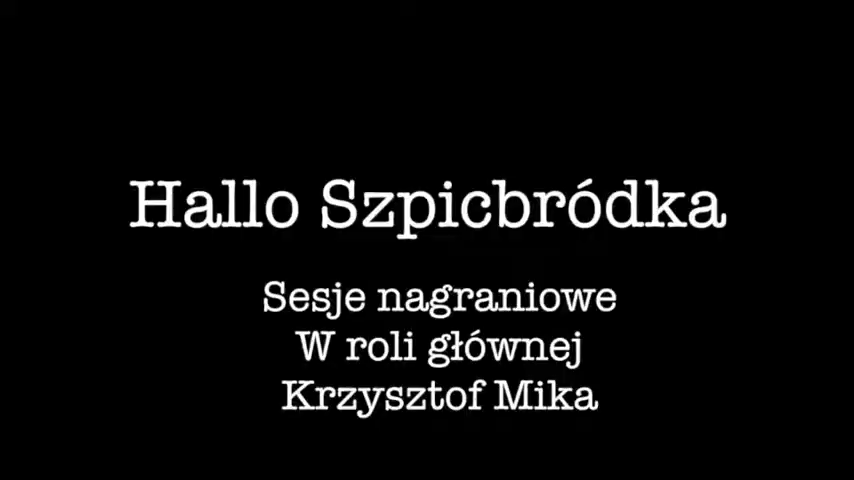 Hallo Szpicbródka
Sesje nagraniowe
W roli głównej
Krzysztof Mika